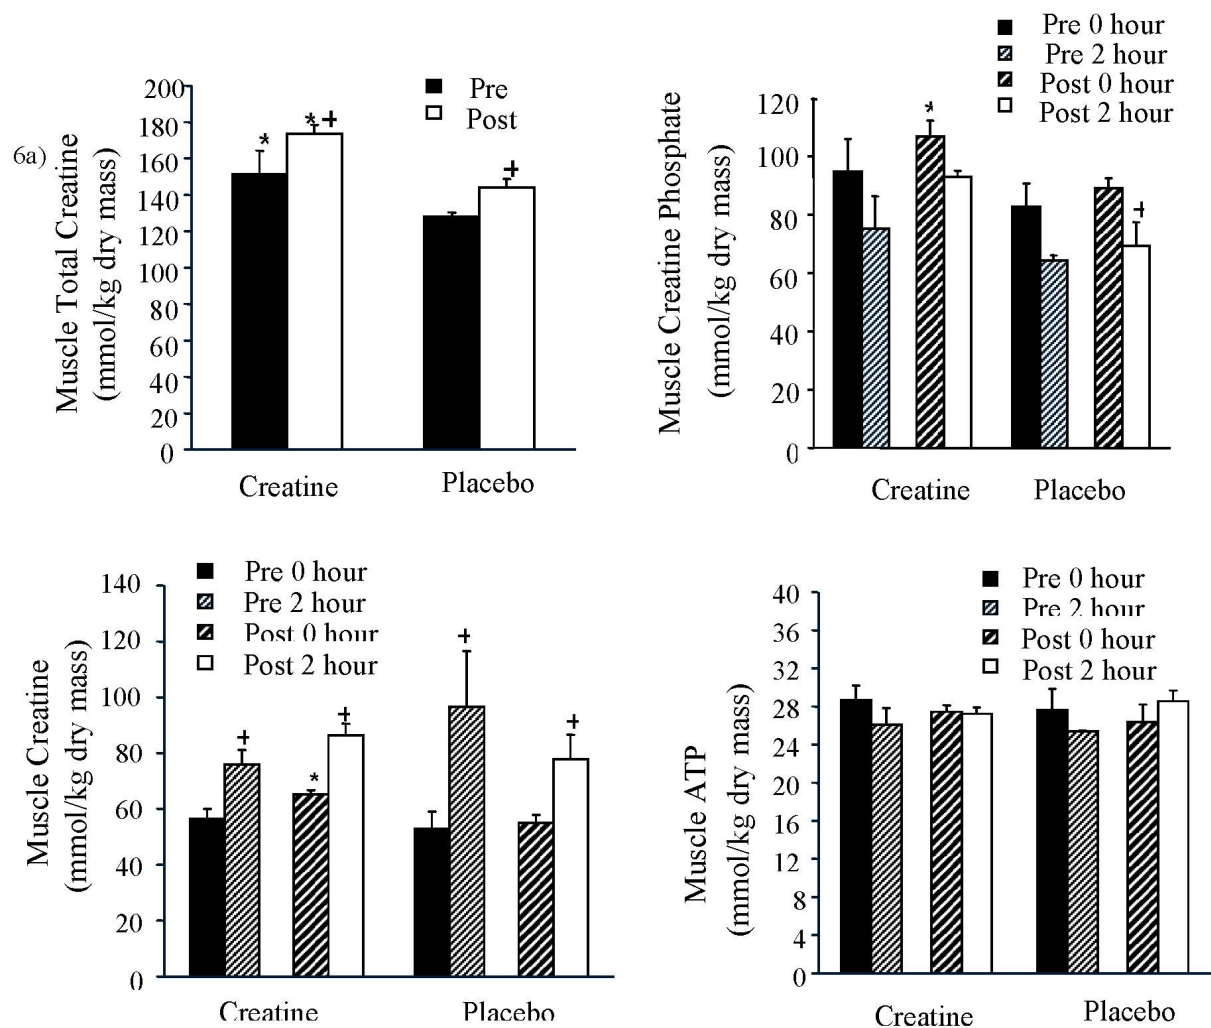 6a)
Muscle Total Creatine
(mmol/kg dry mass)
200
180
160
140
120
100
80
60
40
20
0
Pre
Post
*
*+
+
Creatine
Placebo
Muscle Creatine Phosphate
(mmol/kg dry mass)
120
100
80
60
40
20
0
Pre 0 hour
Pre 2 hour
Post 0 hour
Post 2 hour
*
+
Creatine
Placebo
Muscle Creatine
(mmol/kg dry mass)
140
120
100
80
60
40
20
0
Pre 0 hour
Pre 2 hour
Post 0 hour
Post 2 hour
+
*
+
+
+
Creatine
Placebo
Muscle ATP
(mmol/kg dry mass)
40
36
32
28
24
20
16
12
8
4
0
Pre 0 hour
Pre 2 hour
Post 0 hour
Post 2 hour
Creatine
Placebo